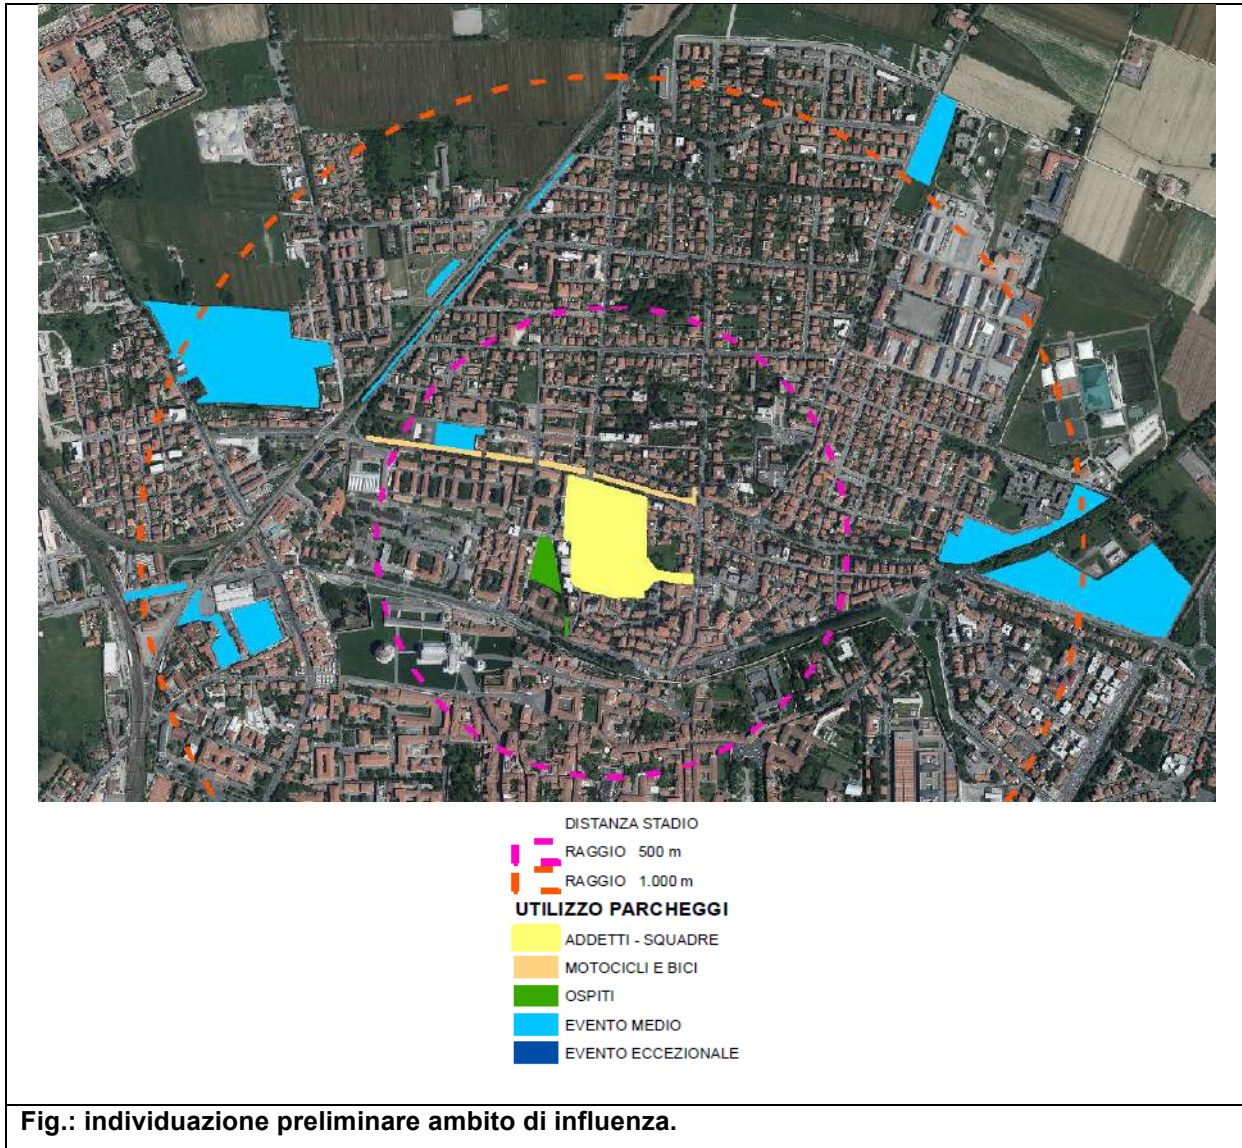 DISTANZA STADIO
RAGGIO 500 m
RAGGIO 1.000 m
UTILIZZO PARCHEGGI
ADDETTI - SQUADRE
MOTOCICLI E BICI
OSPITI
EVENTO MEDIO
EVENTO ECCEZIONALE
Fig.: individuazione preliminare ambito di influenza.